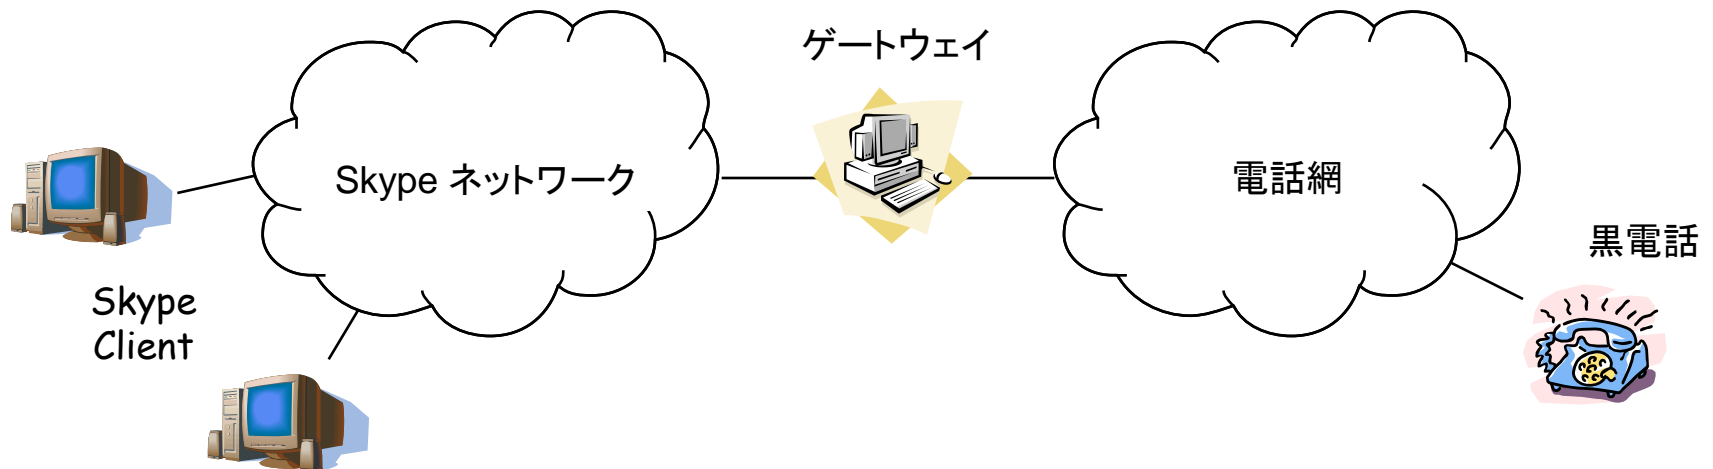 ゲートウェイ
Skype ネットワーク
電話網
黒電話
Skype
Client